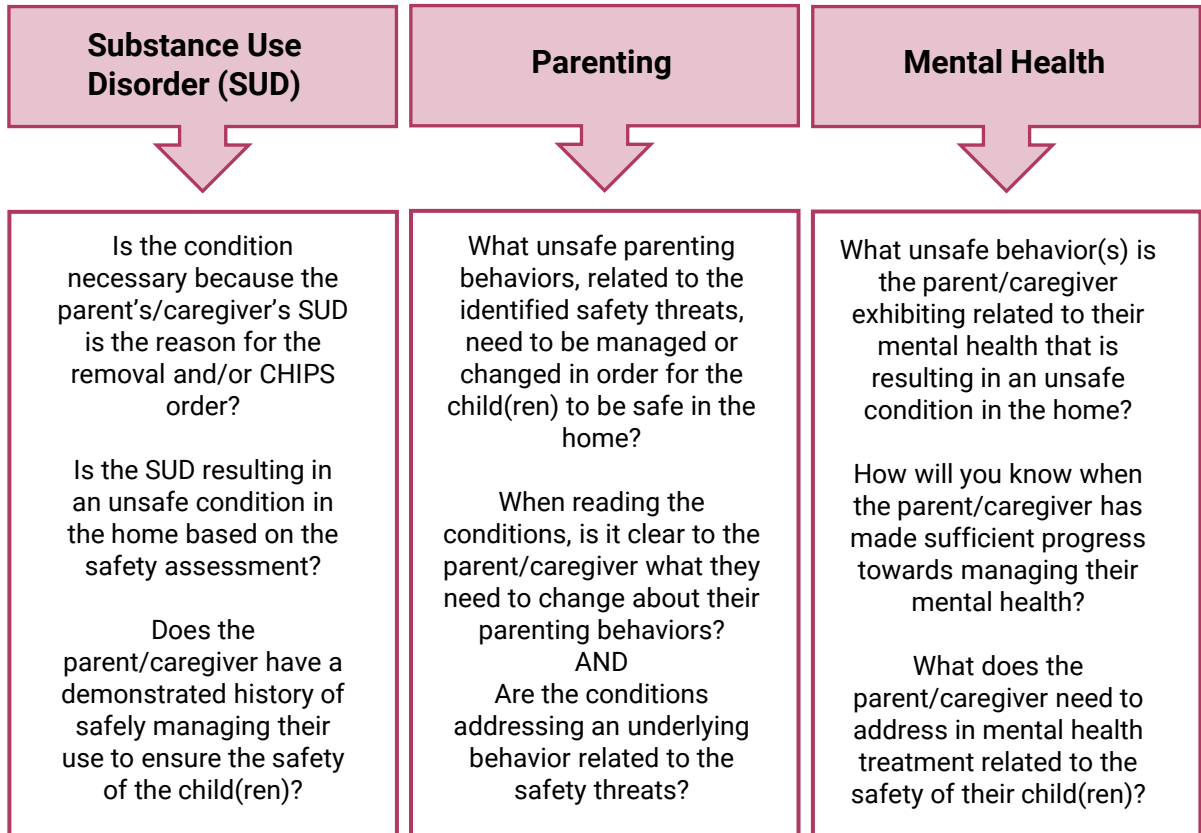 Substance Use
Disorder (SUD)
Is the condition
necessary because the
parent's/caregiver's SUD
is the reason for the
removal and/or CHIPS
order?
Is the SUD resulting in
an unsafe condition in
the home based on the
safety assessment?
Does the
parent/caregiver have a
demonstrated history of
safely managing their
use to ensure the safety
of the child(ren)?
Parenting
What unsafe parenting
behaviors, related to the
identified safety threats,
need to be managed or
changed in order for the
child(ren) to be safe in the
home?
When reading the
conditions, is it clear to the
parent/caregiver what they
need to change about their
parenting behaviors?
AND
Are the conditions
addressing an underlying
behavior related to the
safety threats?
Mental Health
What unsafe behavior(s) is
the parent/caregiver
exhibiting related to their
mental health that is
resulting in an unsafe
condition in the home?
How will you know when
the parent/caregiver has
made sufficient progress
towards managing their
mental health?
What does the
parent/caregiver need to
address in mental health
treatment related to the
safety of their child(ren)?